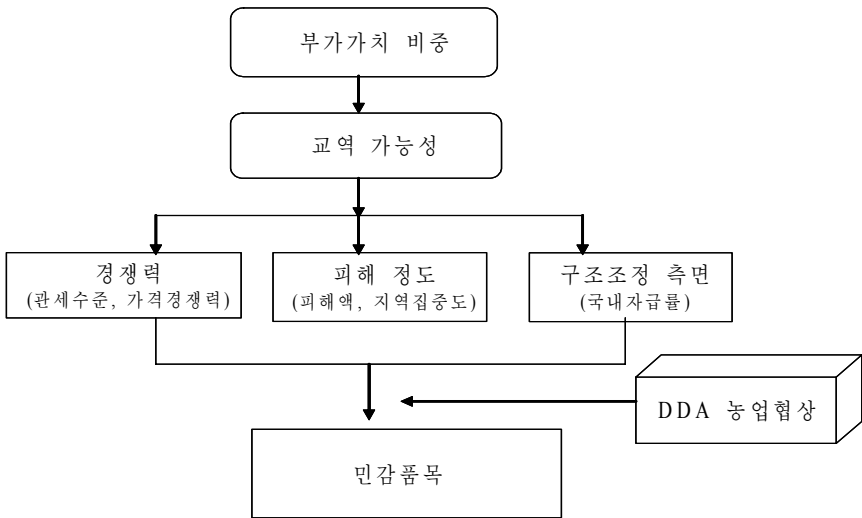 부가가치 비중
교역 가능성
경쟁력
(관세수준, 가격경쟁력)
피해 정도
(피해액, 지역집중도)
구조조정 측면
(국내자급률)
DDA 농업협상
민감품목